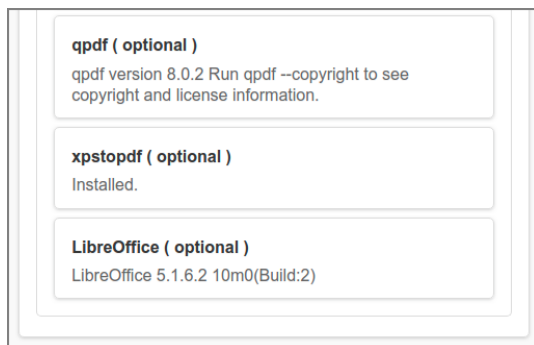 qpdf ( optional )
qpdf version 8.0.2 Run qpdf --copyright to see
copyright and license information.
xpstopdf ( optional )
Installed.
LibreOffice ( optional )
LibreOffice 5.1.6.2 10m0(Build:2)